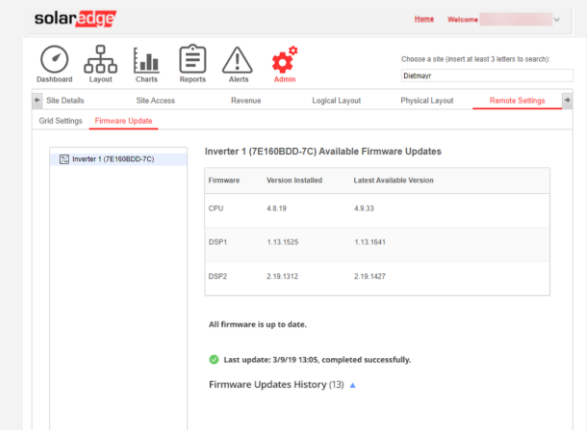 solaredge
Home Welcome
Dashboard Layout Charts Reports Alerts Admin
Choose a site (insert at least 3 letters to search):
Dietmayr
Site Details Site Access Revenue Logical Layout Physical Layout Remote Settings
Grid Settings Firmware Update
Inverter 1 (7E160BDD-7C)
Inverter 1 (7E160BDD-7C) Available Firmware Updates
Firmware Version Installed Latest Available Version
CPU 4.8.19 4.9.33
DSP1 1.13.1525 1.13.1641
DSP2 2.19.1312 2.19.1427
All firmware is up to date.
Last update: 3/9/19 13:05, completed successfully.
Firmware Updates History (13)